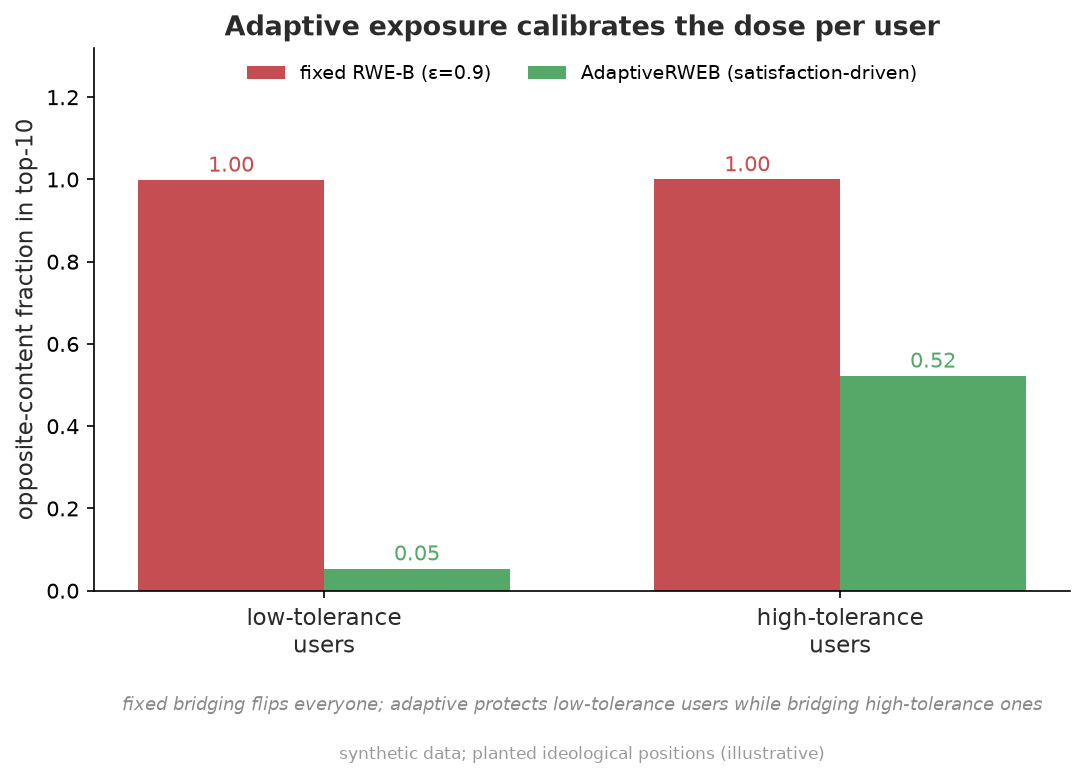 Adaptive exposure calibrates the dose per user
fixed RWE-B (ε=0.9)
AdaptiveRWEB (satisfaction-driven)
opposite-content fraction in top-10
1.2
1.0
0.8
0.6
0.4
0.2
0.0
1.00
0.05
1.00
0.52
low-tolerance
users
high-tolerance
users
fixed bridging flips everyone; adaptive protects low-tolerance users while bridging high-tolerance ones
synthetic data; planted ideological positions (illustrative)